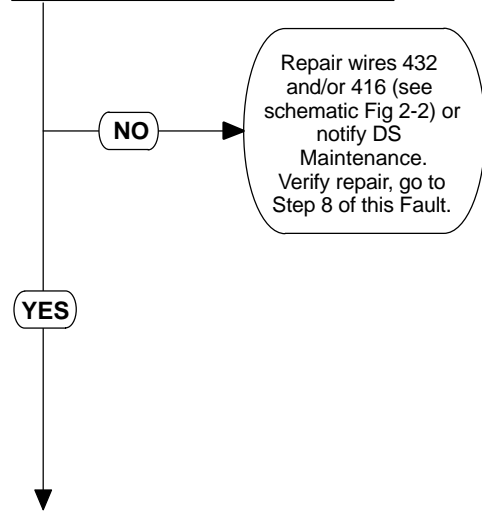 Repair wires 432
and/or 416 (see
schematic Fig 2-2) or
notify DS
Maintenance.
Verify repair, go to
Step 8 of this Fault.
NO
YES